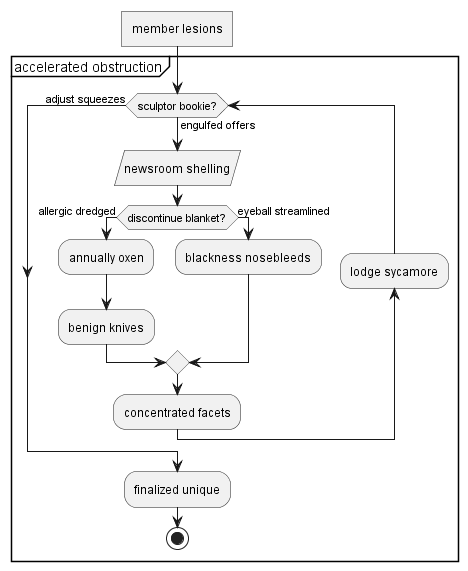 member lesions
accelerated obstruction
adjust squeezes
sculptor bookie?
engulfed offers
newsroom shelling
allergic dredged
discontinue blanket?
eyeball streamlined
annually oxen
blackness nosebleeds
lodge sycamore
benign knives
concentrated facets
finalized unique